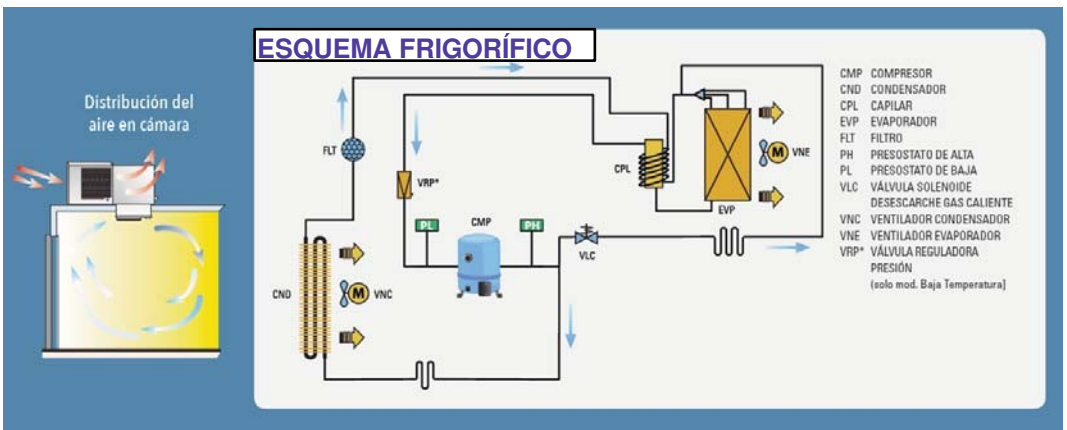 ESQUEMA FRIGORÍFICO
Distribución del
aire en cámara
FLT
VRP*
CPL
M
VNE
EVP
PL
CMP
PH
VLC
CND
M
VNC
CMP COMPRESOR
CND CONDENSADOR
CPL CAPILAR
EVP EVAPORADOR
FLT FILTRO
PH PRESOSTATO DE ALTA
PL PRESOSTATO DE BAJA
VLC VÁLVULA SOLENOIDE
DESESCARCHE GAS CALIENTE
VNC VENTILADOR CONDENSADOR
VNE VENTILADOR EVAPORADOR
VRP* VÁLVULA REGULADORA
PRESIÓN
(solo mod. Baja Temperatura)